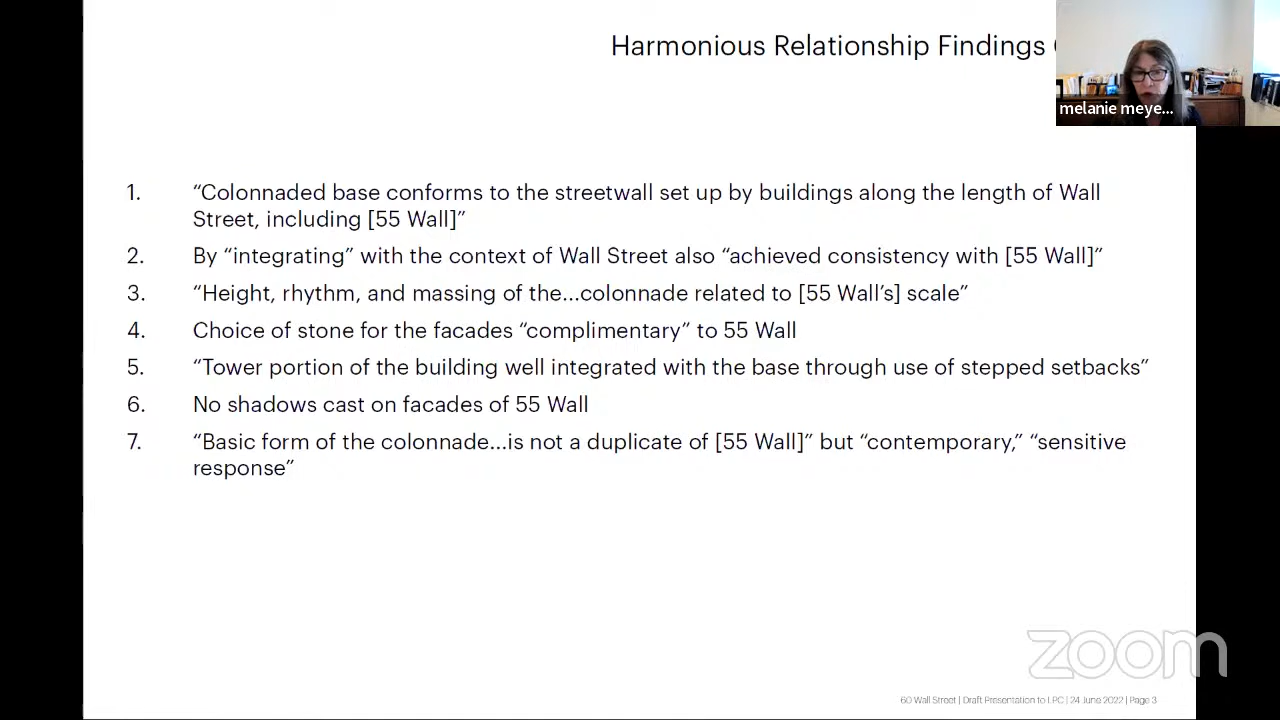 Harmonious Relationship Findings
melanie meye...
1. “Colonnaded base conforms to the streetwall set up by buildings along the length of Wall
Street, including [55 Wall]”
2. By “integrating” with the context of Wall Street also “achieved consistency with [55 Wall]”
3. “Height, rhythm, and massing of the...colonnade related to [55 Wall’s] scale”
4. Choice of stone for the facades “complimentary” to 55 Wall
5. “Tower portion of the building well integrated with the base through use of stepped setbacks”
6. No shadows cast on facades of 55 Wall
7. “Basic form of the colonnade...is not a duplicate of [55 Wall]” but “contemporary,” “sensitive
response”
zoom
60 Wall Street | Draft Presentation to LPC | 24 June 2022 | Page 3